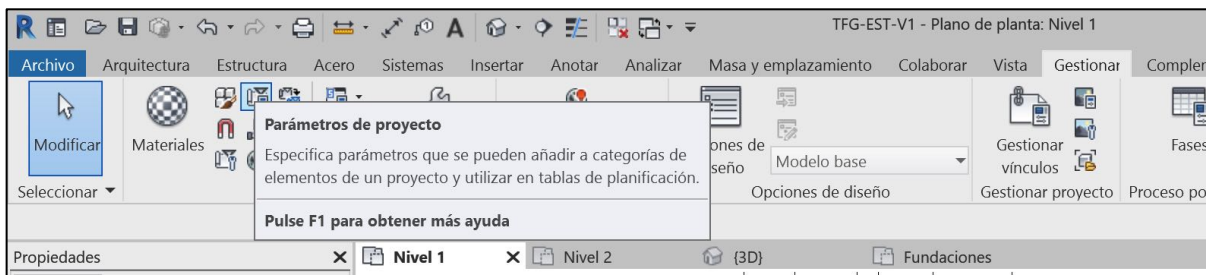 TFG-EST-V1 - Plano de planta: Nivel 1
Archivo Arquitectura Estructura Acero Sistemas Insertar Anotar Analizar Masa y emplazamiento Colaborar Vista Gestionar
Modificar
Materiales
Parámetros de proyecto
Especifica parámetros que se pueden añadir a categorías de
elementos de un proyecto y utilizar en tablas de planificación.
Pulse F1 para obtener más ayuda
de
Modelo base
Gestionar
vínculos
Fases
Seleccionar
Opciones de diseño
Gestionar proyecto
Proceso
Propiedades
Nivel 1
Nivel 2
{3D}
Fundaciones